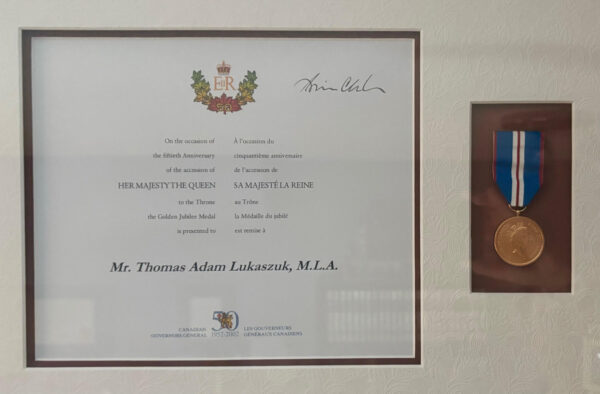 EIIR
On the occasion of
the fiftieth Anniversary
of the accession of
HER MAJESTY THE QUEEN
to the Throne
the Golden Jubilee Medal
is presented to
À l'occasion du
cinquantième anniversaire
de l'accession de
SA MAJESTÉ LA REINE
au Trône
la Médaille du jubilé
est remise à
Mr. Thomas Adam Lukaszuk, M.L.A.
CANADIAN
GOVERNORS GENERAL
1952-2002
LES GOUVERNEURS
GÉNÉRAUX CANADIENS